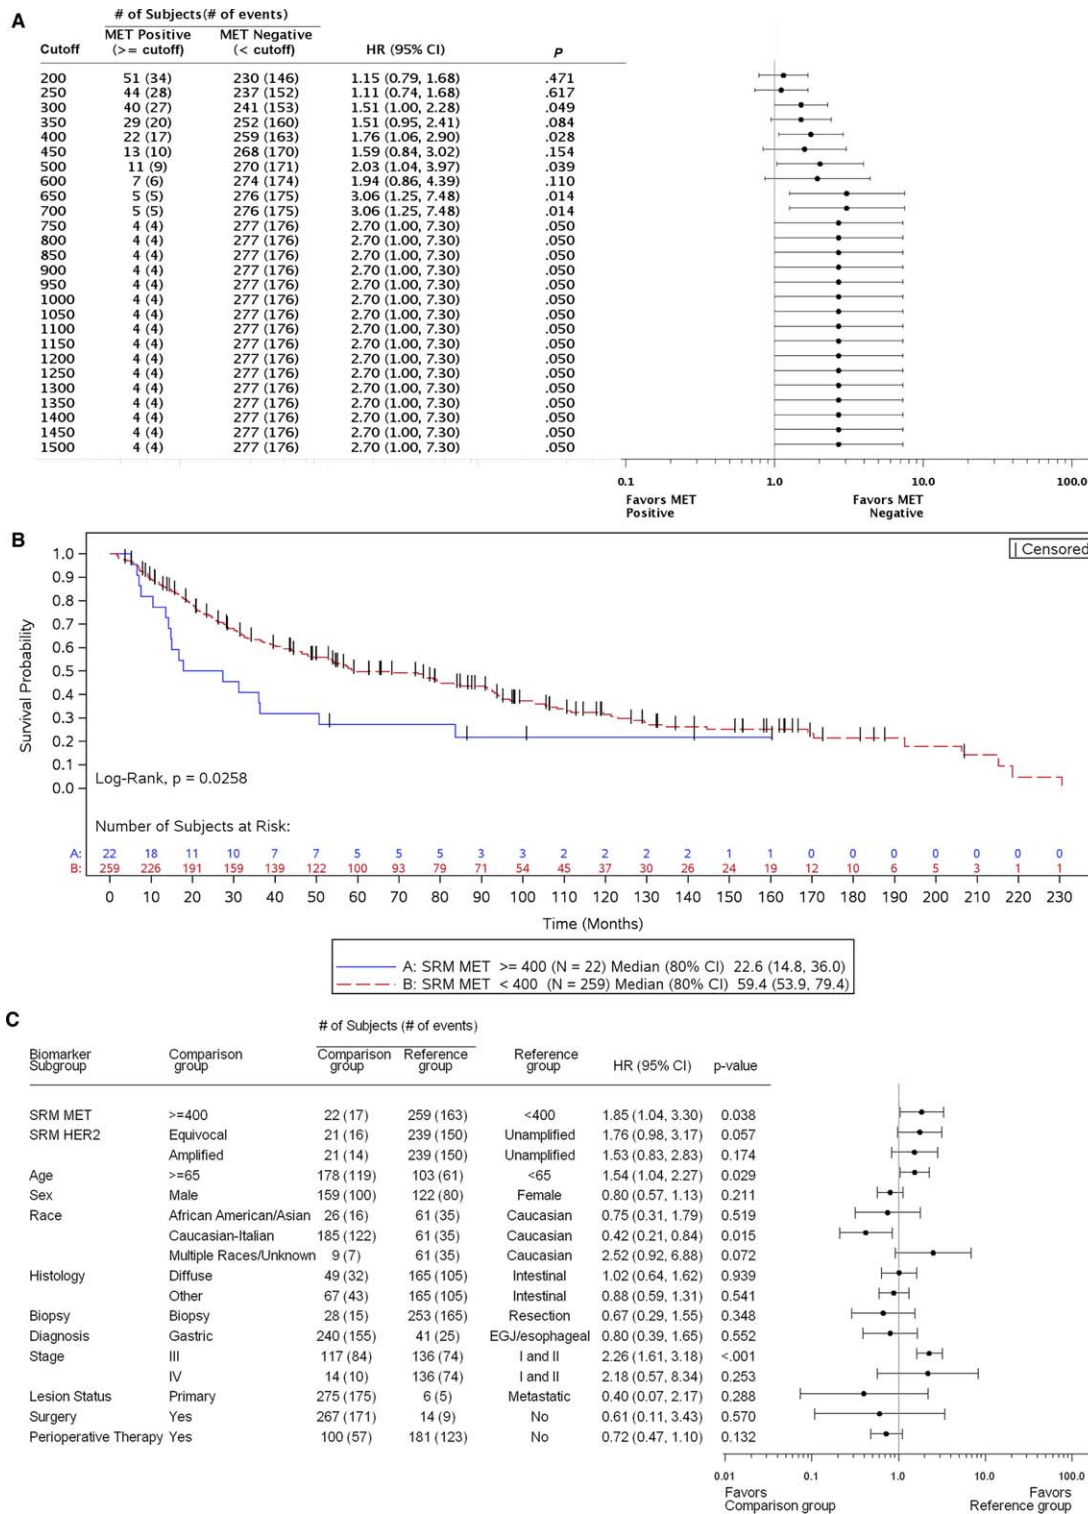 A
# of Subjects(# of events)
MET Positive MET Negative
Cutoff (>= cutoff) (< cutoff) HR (95% CI) P
200 51 (34) 230 (146) 1.15 (0.79, 1.68) .471
250 44 (28) 237 (152) 1.11 (0.74, 1.68) .617
300 40 (27) 241 (153) 1.51 (1.00, 2.28) .049
350 29 (20) 252 (160) 1.51 (0.95, 2.41) .084
400 22 (17) 259 (163) 1.76 (1.06, 2.90) .028
450 13 (10) 268 (170) 1.59 (0.84, 3.02) .154
500 11 (9) 270 (171) 2.03 (1.04, 3.97) .039
600 7 (6) 274 (174) 1.94 (0.86, 4.39) .110
650 5 (5) 276 (175) 3.06 (1.25, 7.48) .014
700 5 (5) 276 (175) 3.06 (1.25, 7.48) .014
750 4 (4) 277 (176) 2.70 (1.00, 7.30) .050
800 4 (4) 277 (176) 2.70 (1.00, 7.30) .050
850 4 (4) 277 (176) 2.70 (1.00, 7.30) .050
900 4 (4) 277 (176) 2.70 (1.00, 7.30) .050
950 4 (4) 277 (176) 2.70 (1.00, 7.30) .050
1000 4 (4) 277 (176) 2.70 (1.00, 7.30) .050
1050 4 (4) 277 (176) 2.70 (1.00, 7.30) .050
1100 4 (4) 277 (176) 2.70 (1.00, 7.30) .050
1150 4 (4) 277 (176) 2.70 (1.00, 7.30) .050
1200 4 (4) 277 (176) 2.70 (1.00, 7.30) .050
1250 4 (4) 277 (176) 2.70 (1.00, 7.30) .050
1300 4 (4) 277 (176) 2.70 (1.00, 7.30) .050
1350 4 (4) 277 (176) 2.70 (1.00, 7.30) .050
1400 4 (4) 277 (176) 2.70 (1.00, 7.30) .050
1450 4 (4) 277 (176) 2.70 (1.00, 7.30) .050
1500 4 (4) 277 (176) 2.70 (1.00, 7.30) .050
0.1 1.0 10.0 100.0
Favors MET Favors MET
Positive Negative
B
| Censored
1.0
0.9
0.8
0.7
0.6
0.5
0.4
0.3
0.2
0.1
0.0
Survival Probability
Log-Rank, p = 0.0258
Number of Subjects at Risk:
A: 22 18 11 10 7 7 5 5 5 3 3 2 2 2 2 1 1 0 0 0 0 0 0 0
B: 259 226 191 159 139 122 100 93 79 71 54 45 37 30 26 24 19 12 10 6 5 3 1 1
0 10 20 30 40 50 60 70 80 90 100 110 120 130 140 150 160 170 180 190 200 210 220 230
Time (Months)
A: SRM MET >= 400 (N = 22) Median (80% CI) 22.6 (14.8, 36.0)
B: SRM MET < 400 (N = 259) Median (80% CI) 59.4 (53.9, 79.4)
C
# of Subjects (# of events)
Biomarker Comparison Comparison Reference Reference
Subgroup group group group group HR (95% CI) p-value
SRM MET >=400 22 (17) 259 (163) <400 1.85 (1.04, 3.30) 0.038
SRM HER2 Equivocal 21 (16) 239 (150) Unamplified 1.76 (0.98, 3.17) 0.057
Amplified 21 (14) 239 (150) Unamplified 1.53 (0.83, 2.83) 0.174
Age >=65 178 (119) 103 (61) <65 1.54 (1.04, 2.27) 0.029
Sex Male 159 (100) 122 (80) Female 0.80 (0.57, 1.13) 0.211
Race African American/Asian 26 (16) 61 (35) Caucasian 0.75 (0.31, 1.79) 0.519
Caucasian-Italian 185 (122) 61 (35) Caucasian 0.42 (0.21, 0.84) 0.015
Multiple Races/Unknown 9 (7) 61 (35) Caucasian 2.52 (0.92, 6.88) 0.072
Histology Diffuse 49 (32) 165 (105) Intestinal 1.02 (0.64, 1.62) 0.939
Other 67 (43) 165 (105) Intestinal 0.88 (0.59, 1.31) 0.541
Biopsy Biopsy 28 (15) 253 (165) Resection 0.67 (0.29, 1.55) 0.348
Diagnosis Gastric 240 (155) 41 (25) EGJ/esophageal 0.80 (0.39, 1.65) 0.552
Stage III 117 (84) 136 (74) I and II 2.26 (1.61, 3.18) <.001
IV 14 (10) 136 (74) I and II 2.18 (0.57, 8.34) 0.253
Lesion Status Primary 275 (175) 6 (5) Metastatic 0.40 (0.07, 2.17) 0.288
Surgery Yes 267 (171) 14 (9) No 0.61 (0.11, 3.43) 0.570
Perioperative Therapy Yes 100 (57) 181 (123) No 0.72 (0.47, 1.10) 0.132
0.01 0.1 1.0 10.0 100.0
Favors Favors
Comparison group Reference group